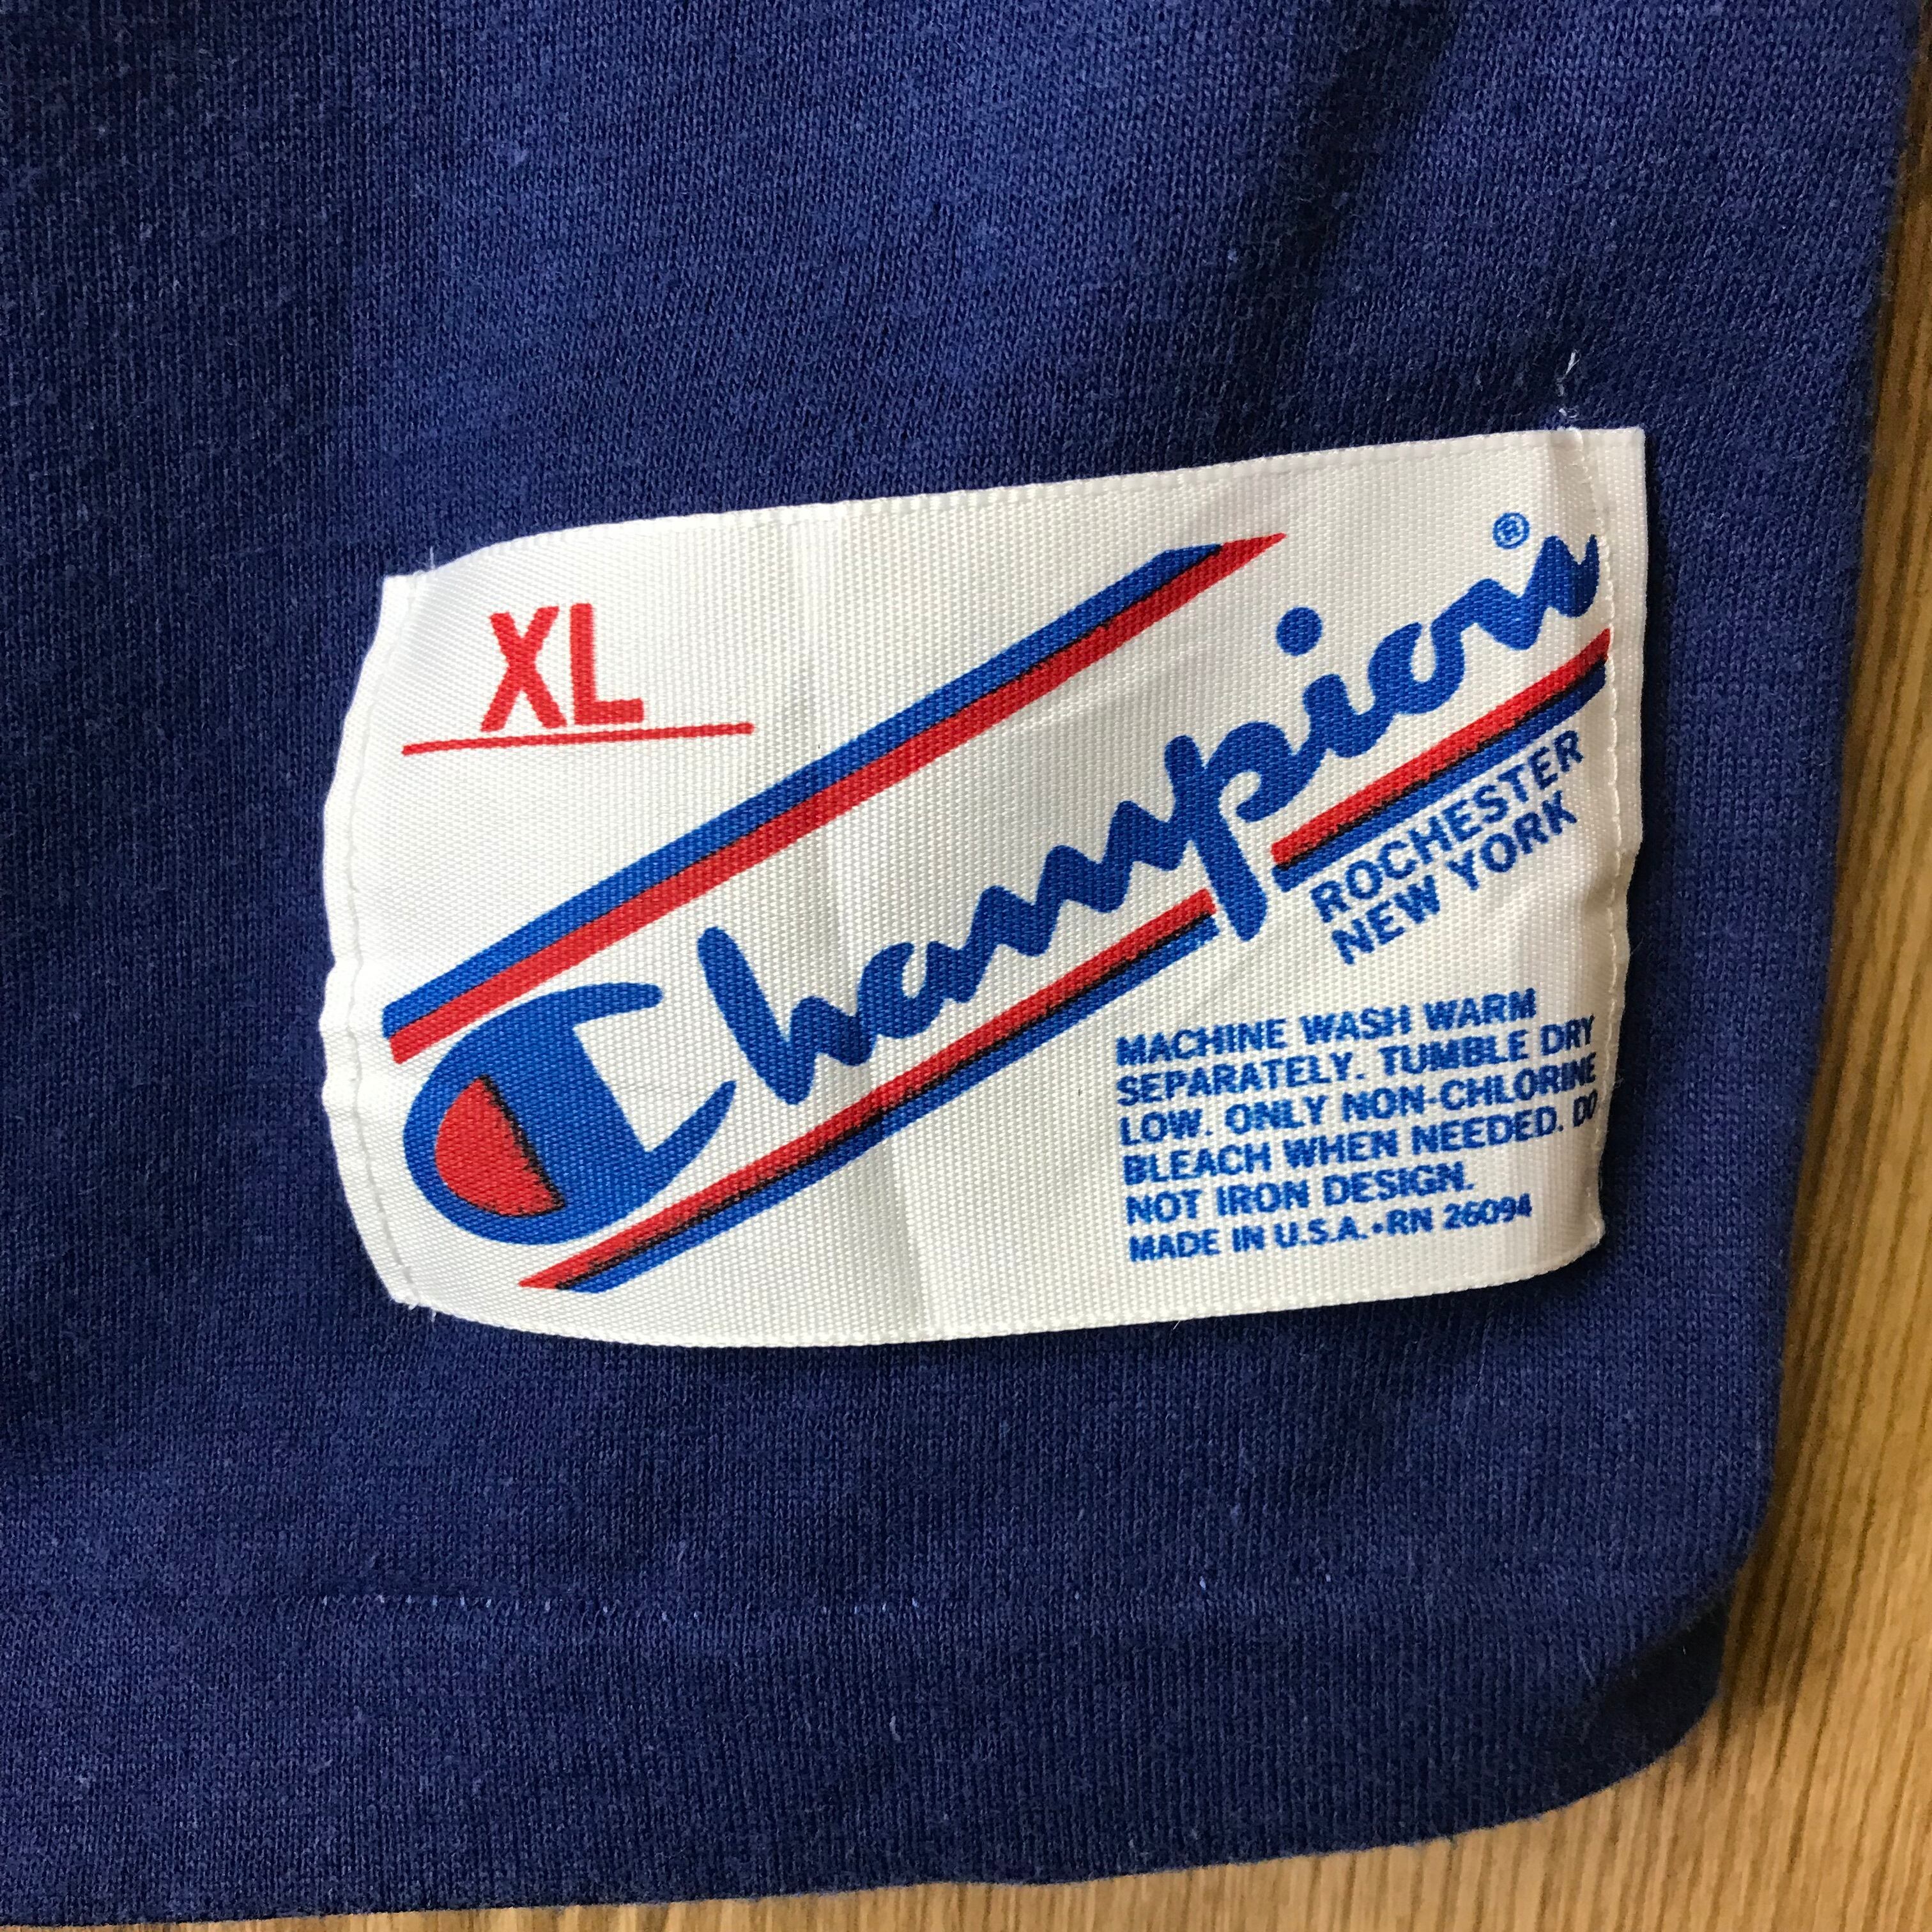 XL
Champion®
ROCHESTER
NEW YORK
MACHINE WASH WARM
SEPARATELY. TUMBLE DRY
LOW. ONLY NON-CHLORINE
BLEACH WHEN NEEDED. DO
NOT IRON DESIGN.
MADE IN U.S.A.•RN 26094